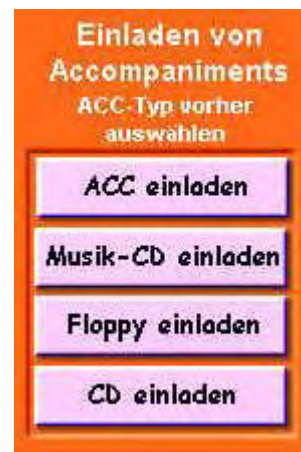 Einladen von
Accompaniments
ACC-Typ vorher
auswählen
ACC einladen
Musik-CD einladen
Floppy einladen
CD einladen